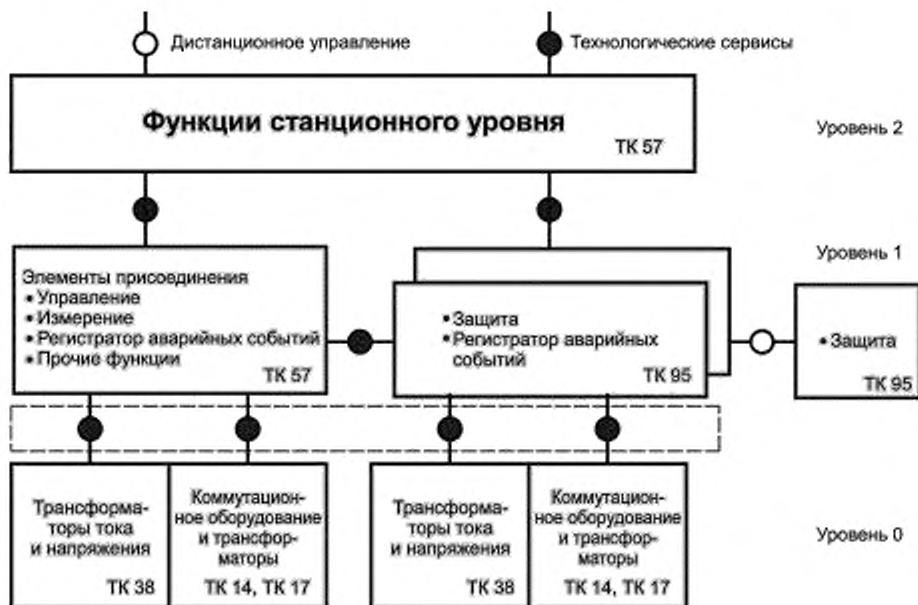 Дистанционное управление
Технологические сервисы
Функции станционного уровня
ТК 57
Уровень 2
Уровень 1
Элементы присоединения
• Управление
• Измерение
• Регистратор аварийных событий
• Прочие функции
ТК 57
• Защита
• Регистратор аварийных
событий
ТК 95
• Защита
ТК 95
Трансформа-
торы тока
и напряжения
ТК 38
Коммутацион-
ное оборудование
и трансфор-
маторы
ТК 14, ТК 17
Трансформа-
торы тока
и напряжения
ТК 38
Коммутацион-
ное оборудование
и трансфор-
маторы
ТК 14, ТК 17
Уровень 0